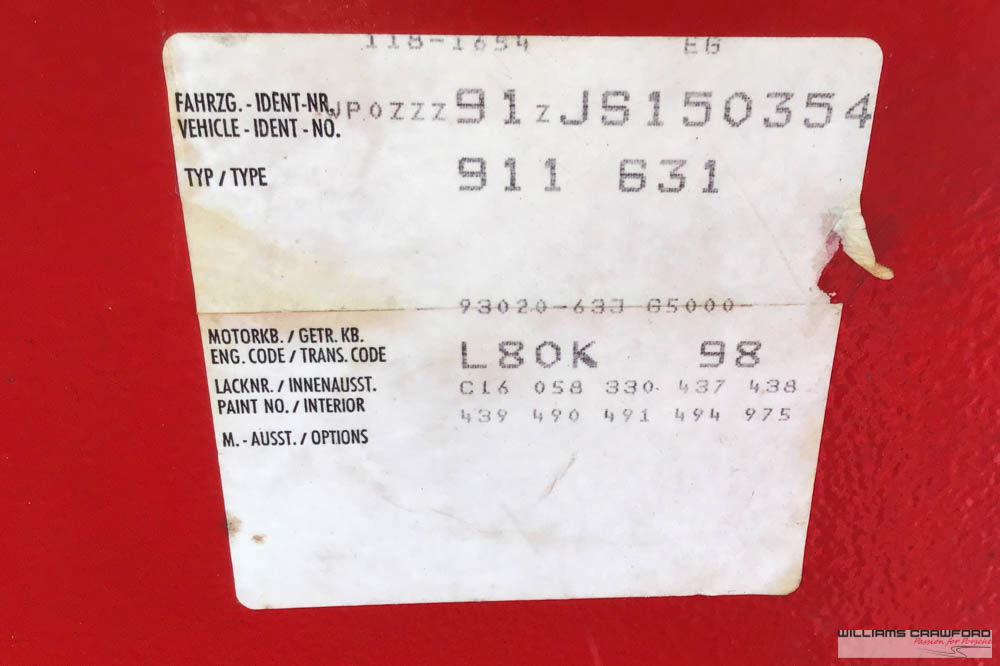 118-1654 EG
FAHRZG. - IDENT-NR.
VEHICLE - IDENT - NO.
WP0ZZZ91ZJS150354
TYP / TYPE 911 631
93020-633 G5000
MOTORKB. / GETR. KB.
ENG. CODE / TRANS. CODE
L80K 98
LACKNR. / INNENAUSST.
PAINT NO. / INTERIOR
C16 058 330 437 438
439 490 491 494 975
M. - AUSST. / OPTIONS
WILLIAMS CRAWFORD
Passion for Porsche